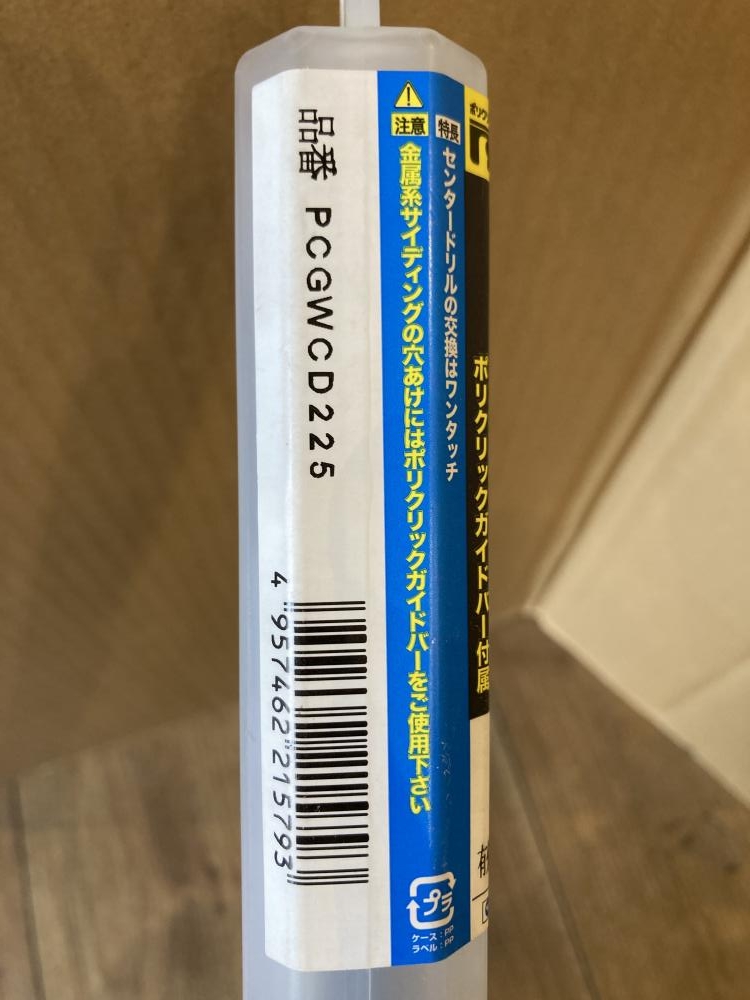 品番 PCGWCD225
4 957462 215793
注意
金属系サイディングの穴あけにはポリクリックガイドバーをご使用下さい
特長
センタードリルの交換はワンタッチ
ポリクリックガイドバー付属
プラ
ケース：PP
ラベル：PP